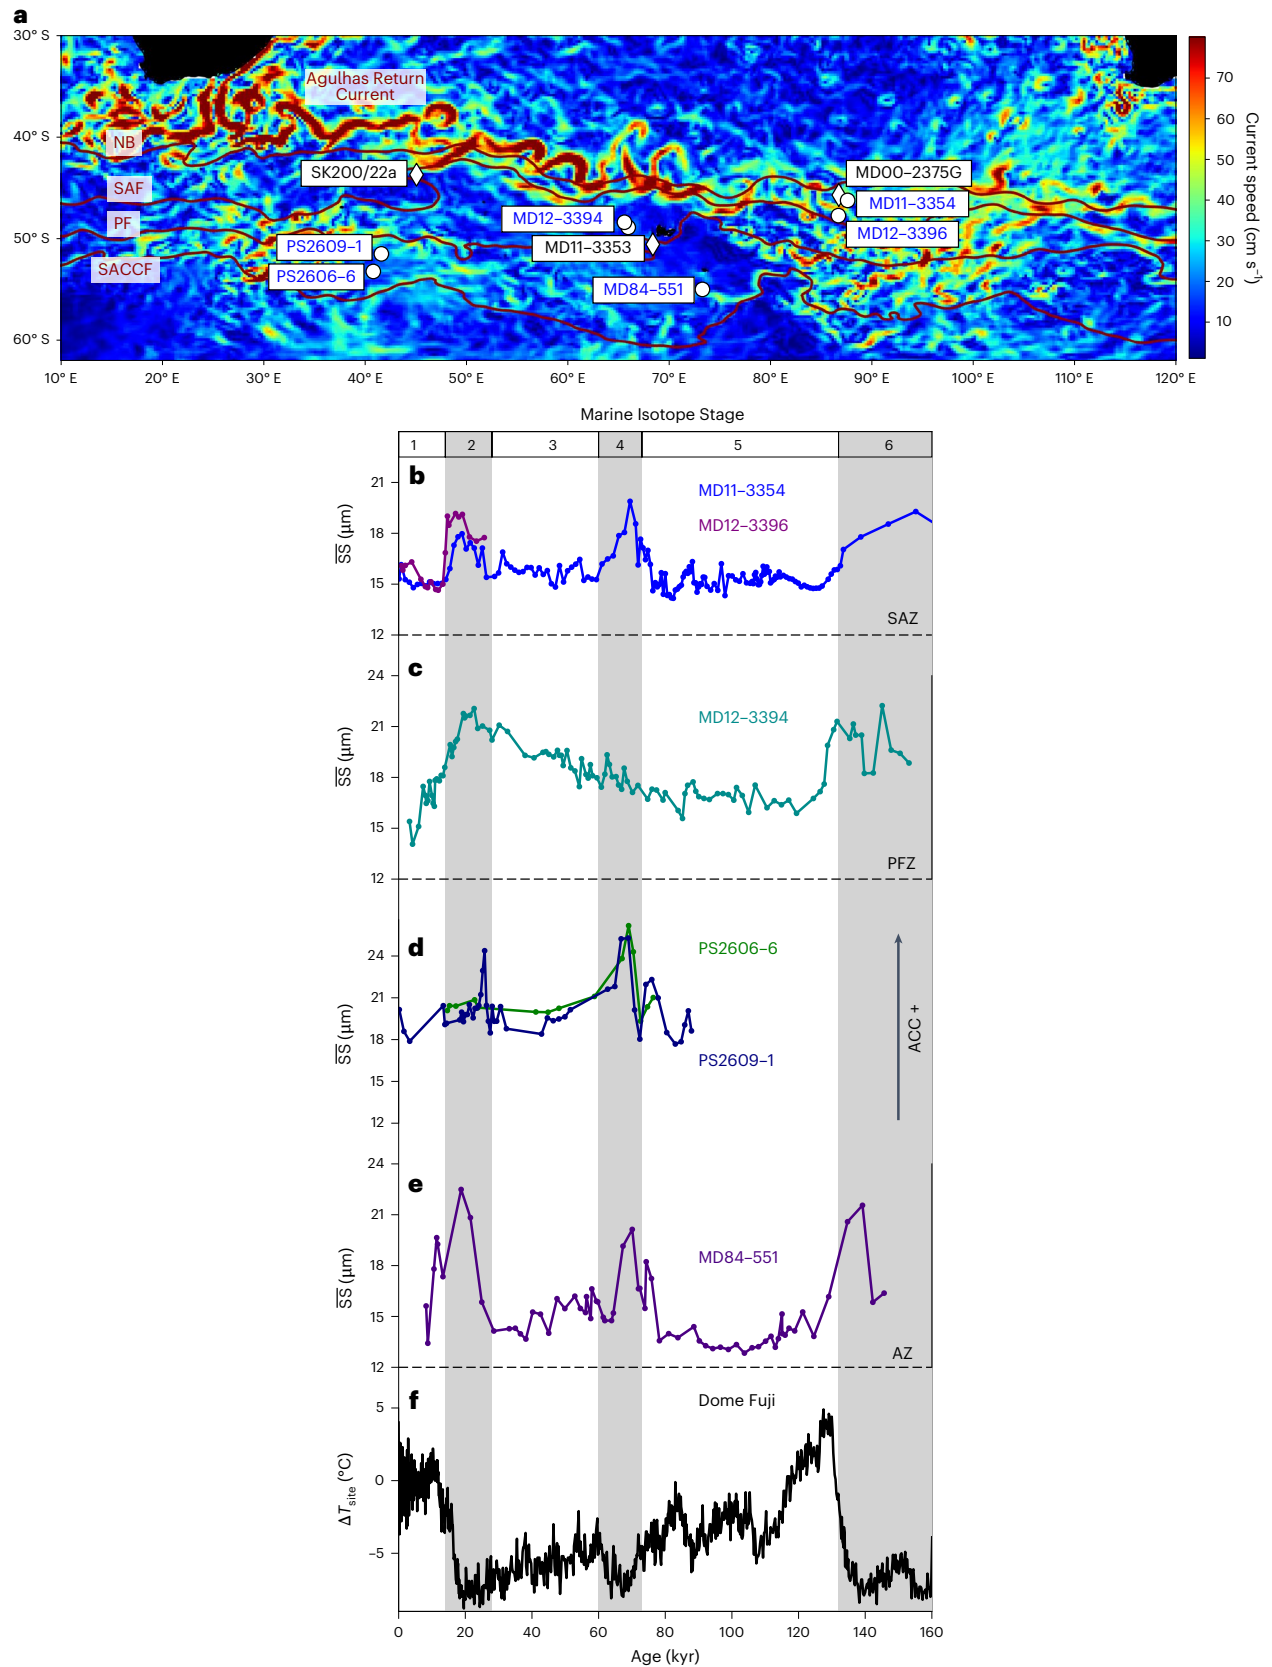 a
30° S
40° S
50° S
60° S
Agulhas Return
Current
NB
SAF
PF
SACCF
SK200/22a
MD00–2375G
MD11–3354
MD12–3394
MD12–3396
MD11–3353
PS2609–1
PS2606–6
MD84–551
10° E 20° E 30° E 40° E 50° E 60° E 70° E 80° E 90° E 100° E 110° E 120° E
70
60
50
40
30
20
10
Current speed (cm s⁻¹)
Marine Isotope Stage
1 2 3 4 5 6
b
21
18
15
12
S̅S̅ (μm)
MD11–3354
MD12–3396
SAZ
c
24
21
18
15
12
S̅S̅ (μm)
MD12–3394
PFZ
d
24
21
18
15
12
S̅S̅ (μm)
PS2606–6
PS2609–1
ACC +
e
24
21
18
15
12
S̅S̅ (μm)
MD84–551
AZ
f
5
0
–5
ΔTsite (°C)
Dome Fuji
0 20 40 60 80 100 120 140 160
Age (kyr)